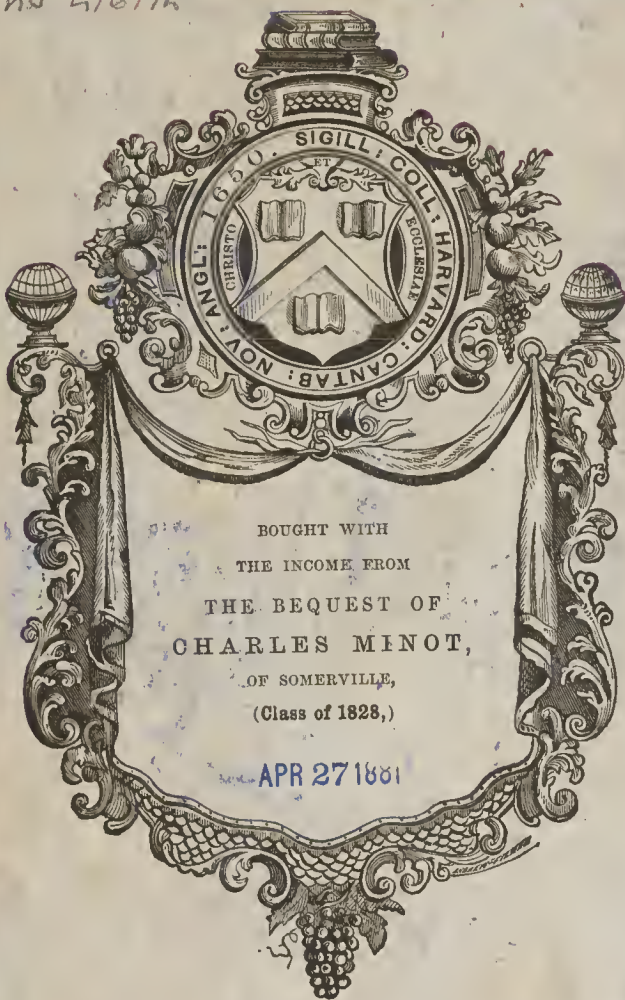 SIGILL : COLL : HARVARD : CANTAB : NOV : ANGL : 1650.
ET
CHRISTO
ECCLESIAE
BOUGHT WITH
THE INCOME FROM
THE BEQUEST OF
CHARLES MINOT,
OF SOMERVILLE,
(Class of 1828,)
APR 27 1881